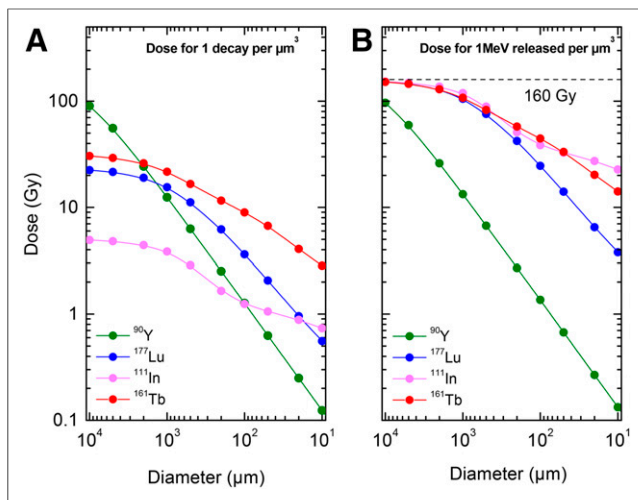 A
Dose for 1 decay per µm³
B
Dose for 1MeV released per µm³
160 Gy
Dose (Gy)
100
10
1
0.1
⁹⁰Y
¹⁷⁷Lu
¹¹¹In
¹⁶¹Tb
⁹⁰Y
¹⁷⁷Lu
¹¹¹In
¹⁶¹Tb
10⁴ 10³ 10² 10¹
10⁴ 10³ 10² 10¹
Diameter (µm)
Diameter (µm)